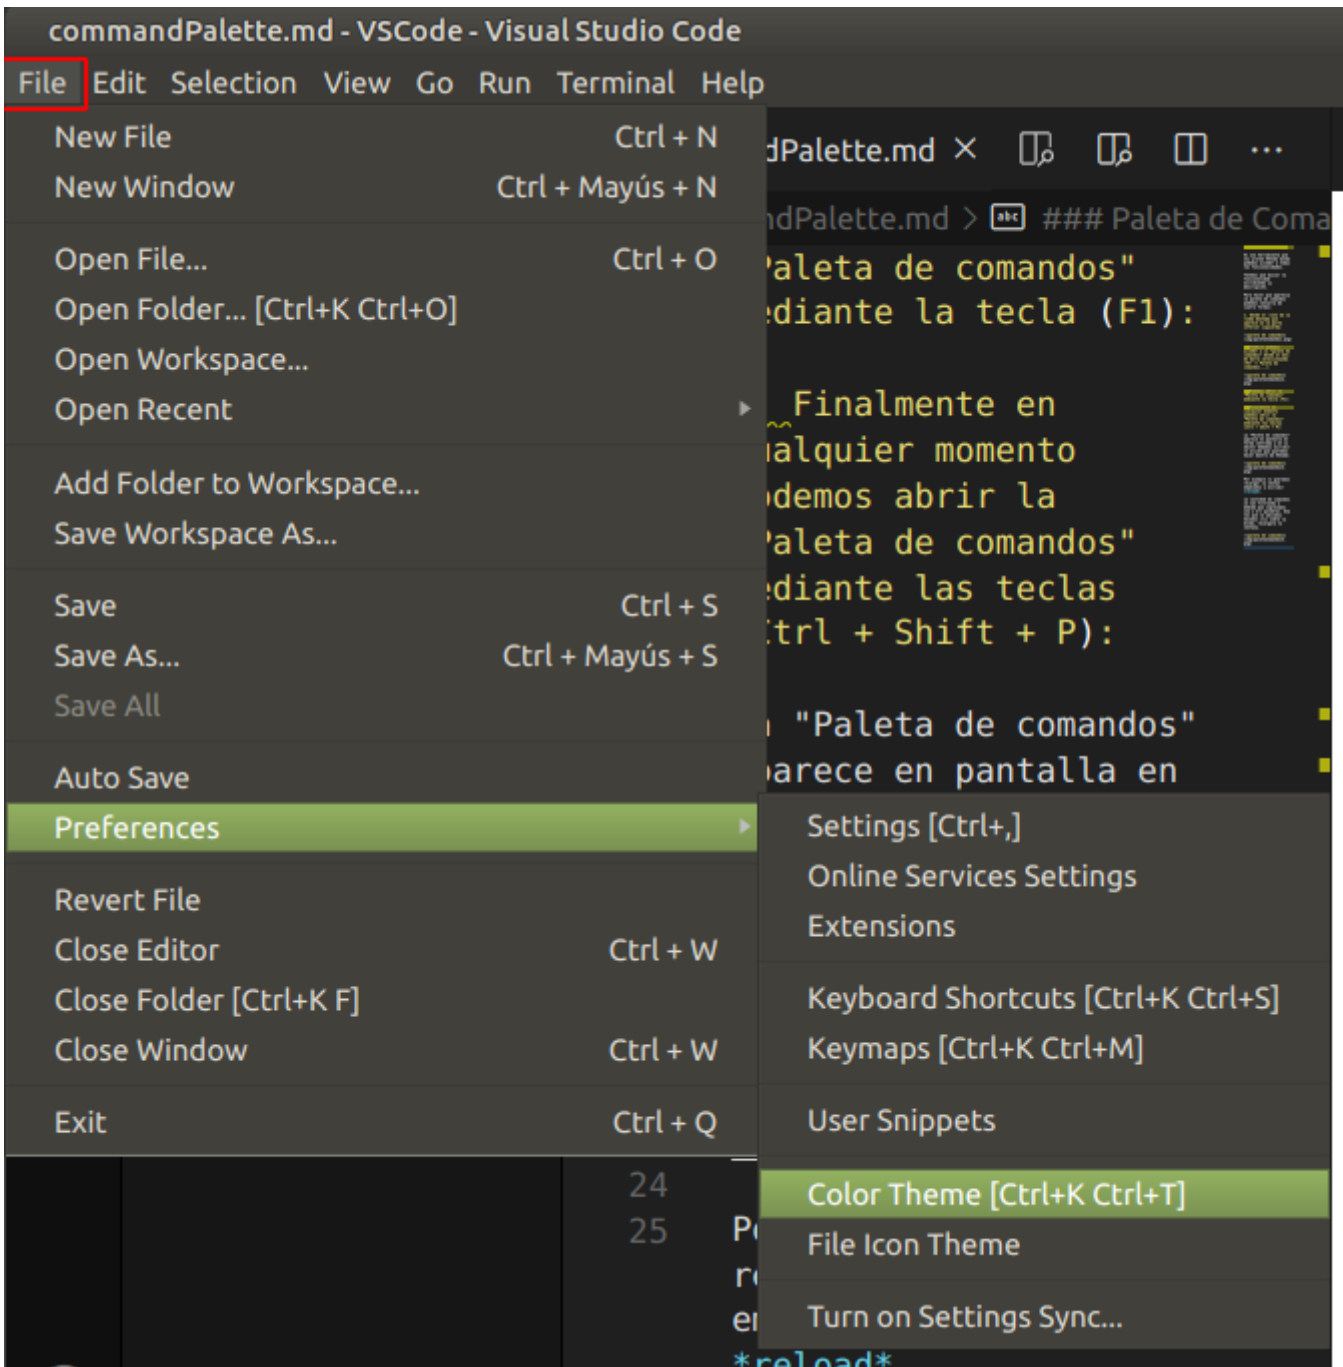 commandPalette.md - VSCode - Visual Studio Code
File Edit Selection View Go Run Terminal Help
New File Ctrl + N
New Window Ctrl + Mayús + N
Open File... Ctrl + O
Open Folder... [Ctrl+K Ctrl+O]
Open Workspace...
Open Recent
Add Folder to Workspace...
Save Workspace As...
Save Ctrl + S
Save As... Ctrl + Mayús + S
Save All
Auto Save
Preferences
Revert File
Close Editor Ctrl + W
Close Folder [Ctrl+K F]
Close Window Ctrl + W
Exit Ctrl + Q
dPalette.md
dPalette.md > ### Paleta de Coma
aleta de comandos"
diante la tecla (F1):
Finalmente en
alquier momento
demos abrir la
aleta de comandos"
diante las teclas
trl + Shift + P):
"Paleta de comandos"
arece en pantalla en
Settings [Ctrl+,]
Online Services Settings
Extensions
Keyboard Shortcuts [Ctrl+K Ctrl+S]
Keymaps [Ctrl+K Ctrl+M]
User Snippets
Color Theme [Ctrl+K Ctrl+T]
File Icon Theme
Turn on Settings Sync...
24
25 P
r
e
*reload*